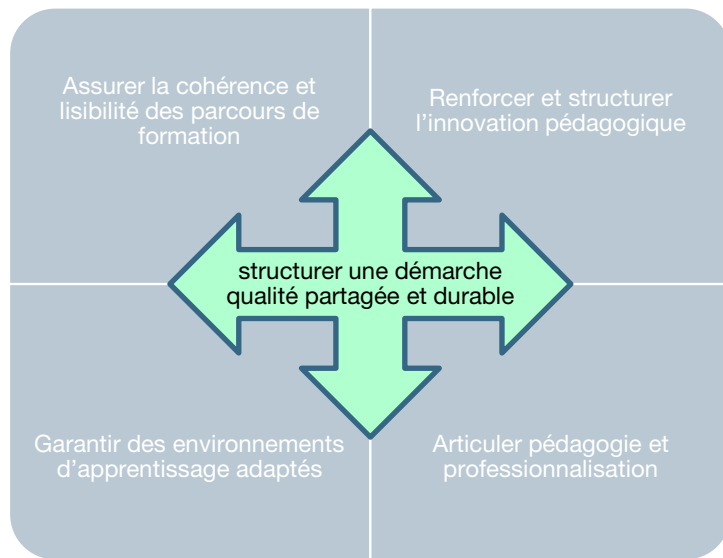 Assurer la cohérence et
lisibilité des parcours de
formation
Renforcer et structurer
l'innovation pédagogique
structurer une démarche
qualité partagée et durable
Garantir des environnements
d'apprentissage adaptés
Articuler pédagogie et
professionnalisation